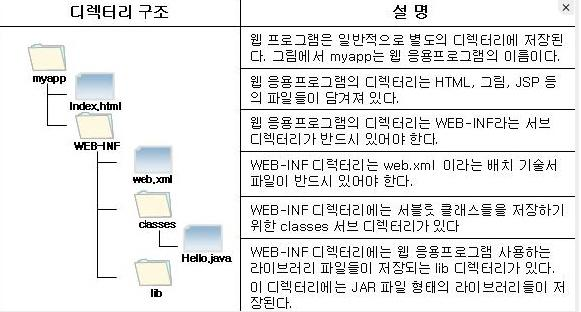 디렉터리 구조
설 명
myapp
Index.html
WEB-INF
web.xml
classes
Hello.java
lib
웹 프로그램은 일반적으로 별도의 디렉터리에 저장된
다. 그림에서 myapp는 웹 응용프로그램의 이름이다.
웹 응용프로그램의 디렉터리는 HTML, 그림, JSP 등
의 파일들이 담겨져 있다.
웹 응용프로그램의 디렉터리는 WEB-INF라는 서브
디렉터리가 반드시 있어야 한다.
WEB-INF 디헉터리는 web.xml 이라는 배치 기술서
파일이 반드시 있어야 한다.
WEB-INF 디렉터리에는 서블릿 클래스들을 저장하기
위한 classes 서브 디렉터리가 있다
WEB-INF 디렉터리에는 웹 응용프로그램 사용하는
라이브러리 파일들이 저장되는 lib 디렉터리가 있다.
이 디렉터리에는 JAR 파일 형태의 라이브러리들이 저
장된다.